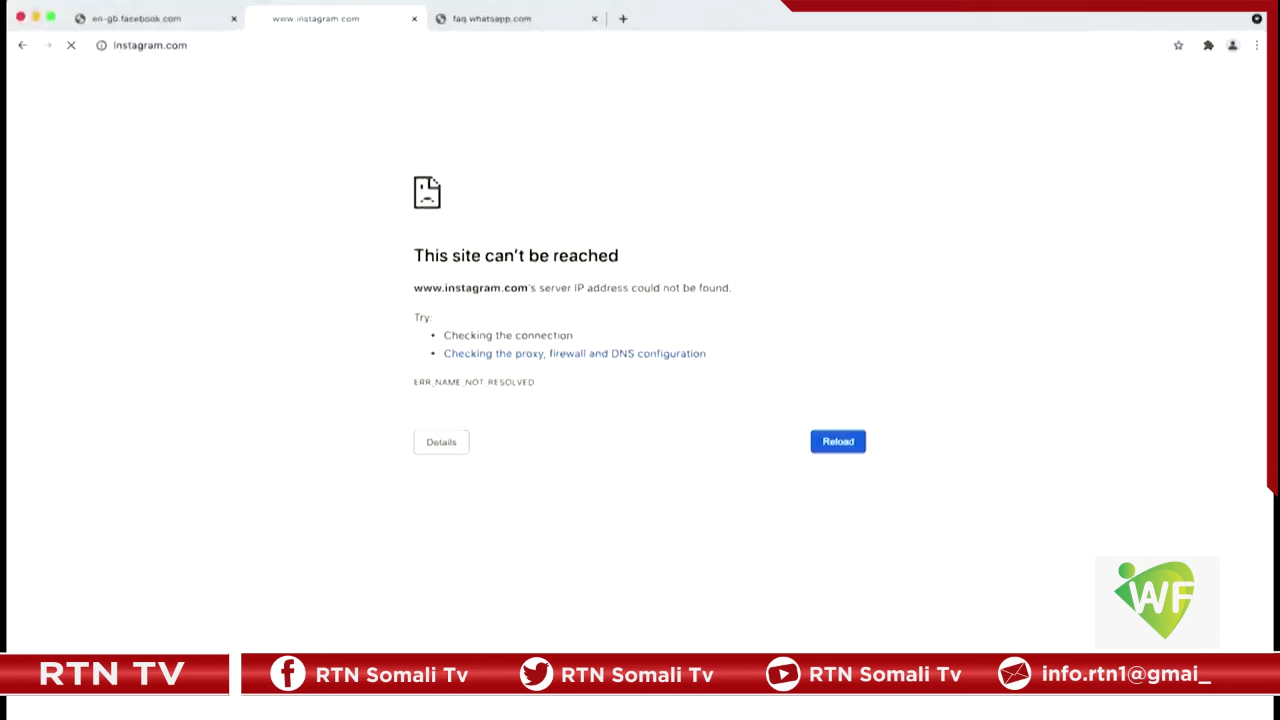 en-gb.facebook.com
www.instagram.com
faq.whatsapp.com
instagram.com
This site can't be reached
www.instagram.com's server IP address could not be found.
Try:
• Checking the connection
• Checking the proxy, firewall and DNS configuration
ERR_NAME_NOT_RESOLVED
Details
Reload
WF
RTN TV
RTN Somali Tv
RTN Somali Tv
RTN Somali Tv
info.rtn1@gmai_